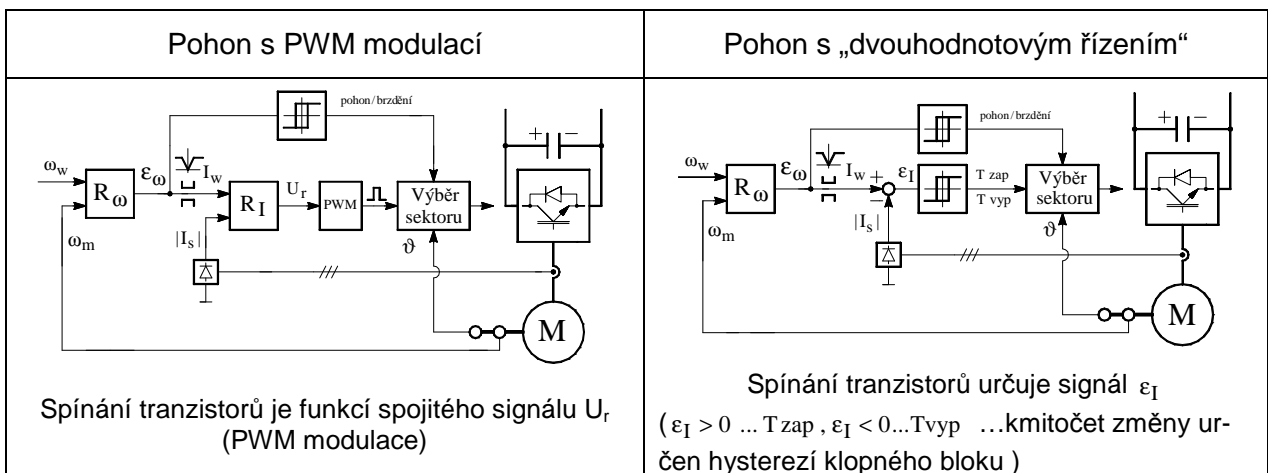 Pohon s PWM modulací
pohon/brzdění
+ −
ω_w
ε_ω
I_w
R_ω
R_I
U_r
PWM
Výběr
sektoru
|I_s|
ω_m
ϑ
M
Spínání tranzistorů je funkcí spojitého signálu U_r
(PWM modulace)
Pohon s „dvouhodnotovým řízením“
pohon/brzdění
+ −
ω_w
ε_ω
I_w
+
−
ε_I
T zap
T vyp
R_ω
Výběr
sektoru
|I_s|
ω_m
ϑ
M
Spínání tranzistorů určuje signál ε_I
( ε_I > 0 ... T zap , ε_I < 0...Tvyp …kmitočet změny ur-
čen hysterezí klopného bloku )